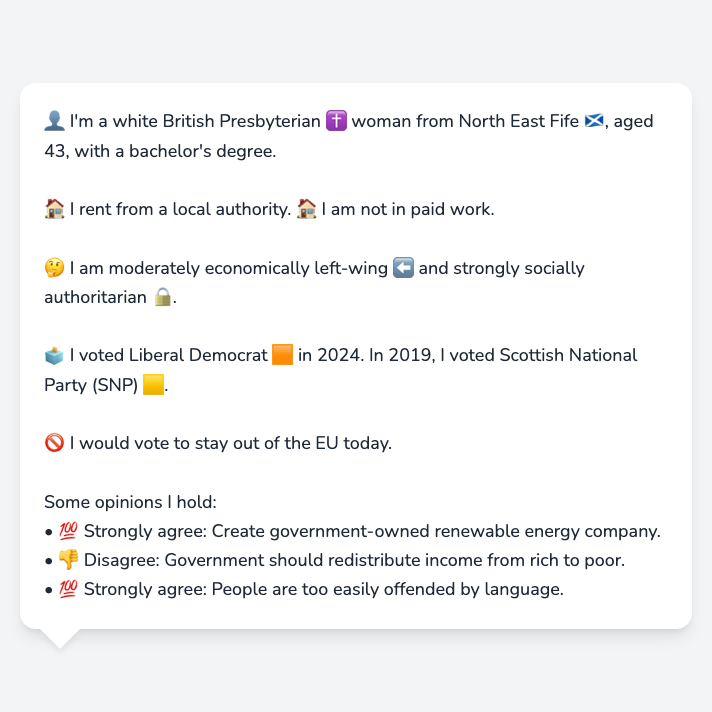 👤 I'm a white British Presbyterian ✝️ woman from North East Fife 🏴󠁧󠁢󠁳󠁣󠁴󠁿, aged
43, with a bachelor's degree.
🏠 I rent from a local authority. 🏠 I am not in paid work.
🤔 I am moderately economically left-wing ⬅️ and strongly socially
authoritarian 🔒.
🗳️ I voted Liberal Democrat 🟧 in 2024. In 2019, I voted Scottish National
Party (SNP) 🟨.
🚫 I would vote to stay out of the EU today.
Some opinions I hold:
• 💯 Strongly agree: Create government-owned renewable energy company.
• 👎 Disagree: Government should redistribute income from rich to poor.
• 💯 Strongly agree: People are too easily offended by language.